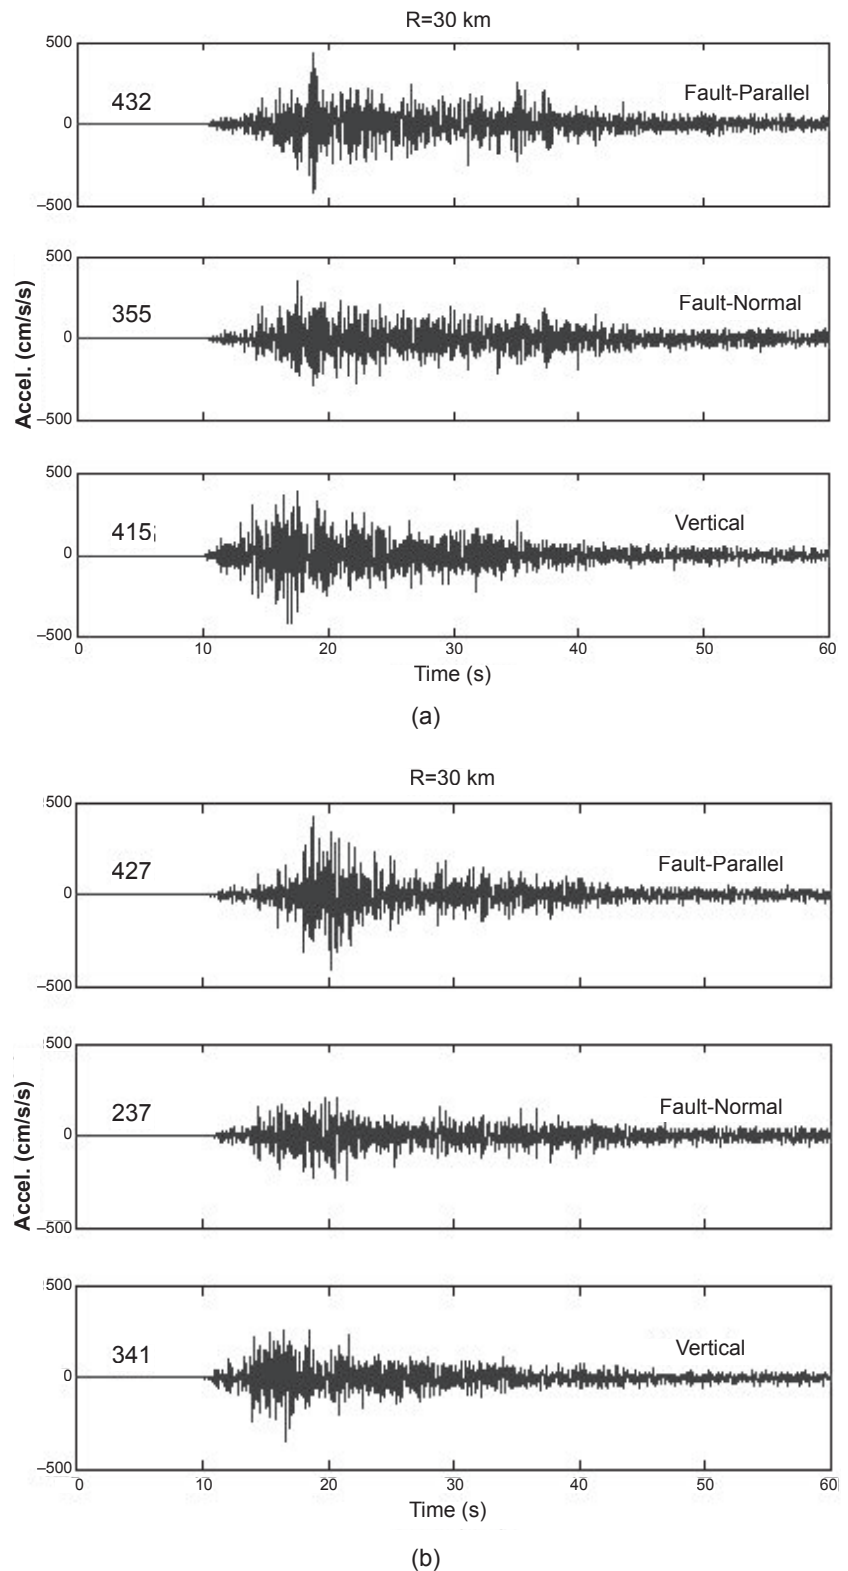 R=30 km
500
432
Fault-Parallel
0
–500
500
355
Fault-Normal
0
Accel. (cm/s/s)
–500
500
415
Vertical
0
–500
0 10 20 30 40 50 60
Time (s)
(a)
R=30 km
500
427
Fault-Parallel
0
–500
500
237
Fault-Normal
0
Accel. (cm/s/s)
–500
500
341
Vertical
0
–500
0 10 20 30 40 50 60
Time (s)
(b)